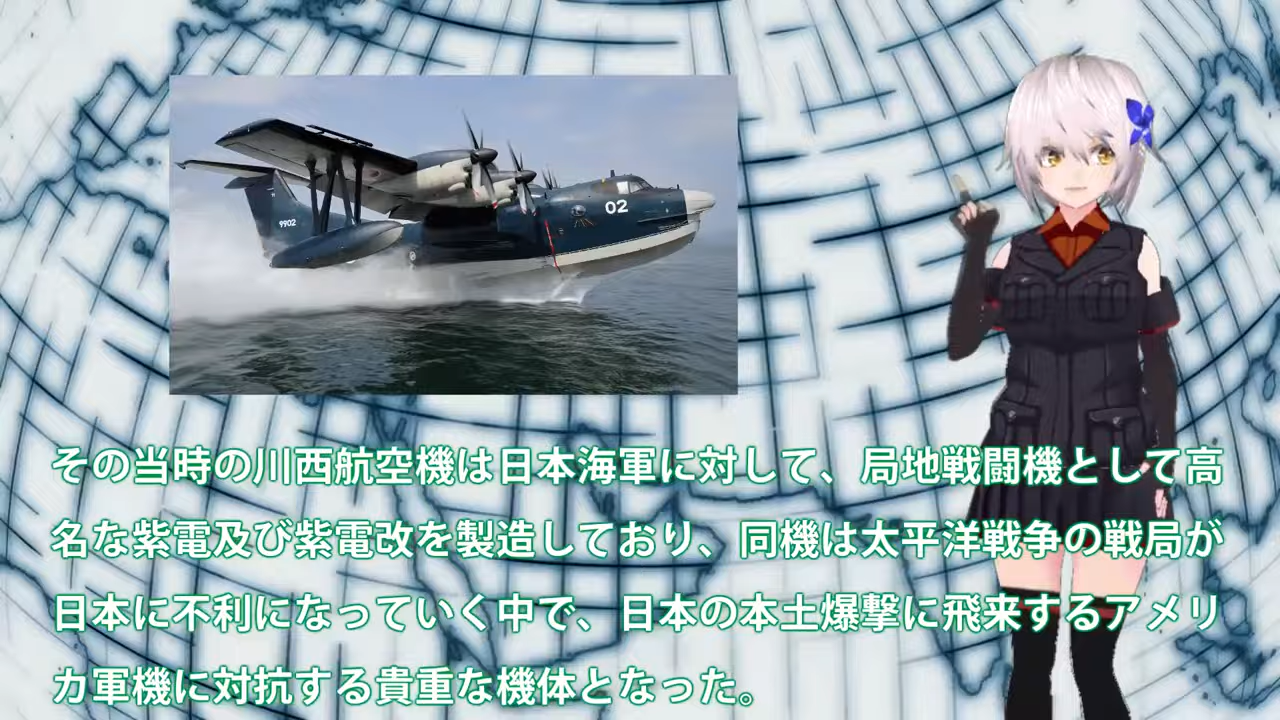 02
9902
その当時の川西航空機は日本海軍に対して、局地戦闘機として高
名な紫電及び紫電改を製造しており、同機は太平洋戦争の戦局が
日本に不利になっていく中で、日本の本土爆撃に飛来するアメリ
カ軍機に対抗する貴重な機体となった。